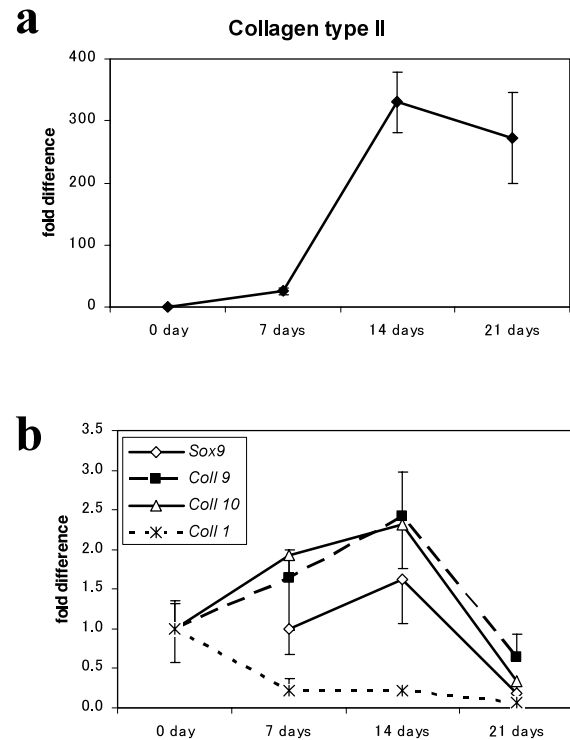 a
Collagen type II
fold difference
400
300
200
100
0
0 day 7 days 14 days 21 days
b
fold difference
3.5
3.0
2.5
2.0
1.5
1.0
0.5
0.0
Sox9
Coll 9
Coll 10
Coll 1
0 day 7 days 14 days 21 days